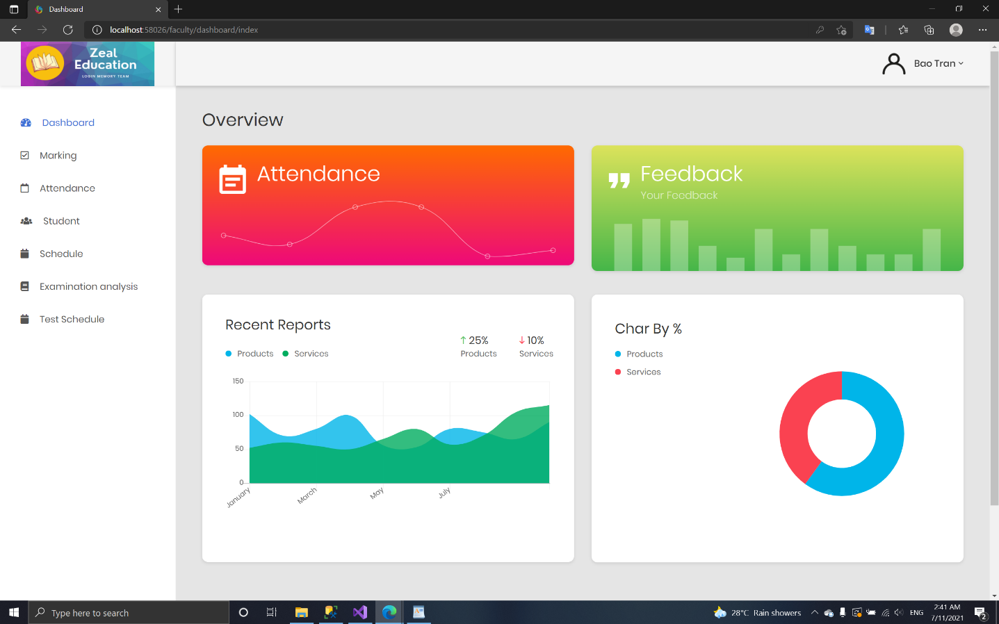 Dashboard
localhost:58026/faculty/dashboard/index
Zeal
Education
LOGIN MEMORY TEAM
Bao Tran
Dashboard
Marking
Attendance
Student
Schedule
Examination analysis
Test Schedule
Overview
Attendance
Feedback
Your Feedback
Recent Reports
Products
Services
25%
Products
10%
Services
150
100
50
0
January
March
May
July
Char By %
Products
Services
Type here to search
28°C Rain showers
ENG
2:41 AM
7/11/2021
2